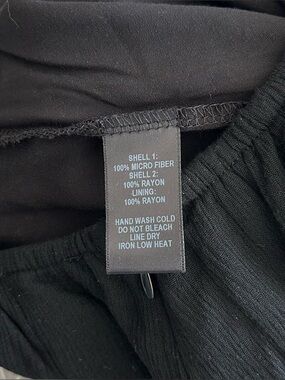 SHELL 1:
100% MICRO FIBER
SHELL 2:
100% RAYON
LINING:
100% RAYON
HAND WASH COLD
DO NOT BLEACH
LINE DRY
IRON LOW HEAT